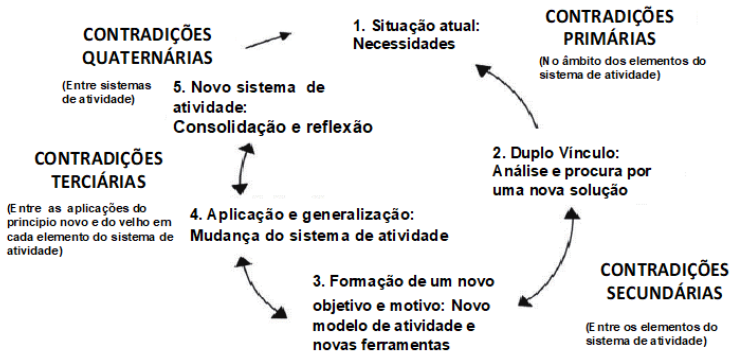 CONTRADIÇÕES
QUATERNÁRIAS
(Entre sistemas
de atividade)
1. Situação atual:
Necessidades
CONTRADIÇÕES
PRIMÁRIAS
(No âmbito dos elementos do
sistema de atividade)
5. Novo sistema de
atividade:
Consolidação e reflexão
2. Duplo Vínculo:
Análise e procura por
uma nova solução
CONTRADIÇÕES
TERCIÁRIAS
(Entre as aplicações do
principio novo e do velho em
cada elemento do sistema de
atividade)
4. Aplicação e generalização:
Mudança do sistema de atividade
3. Formação de um novo
objetivo e motivo: Novo
modelo de atividade e
novas ferramentas
CONTRADIÇÕES
SECUNDÁRIAS
(Entre os elementos do
sistema de atividade)